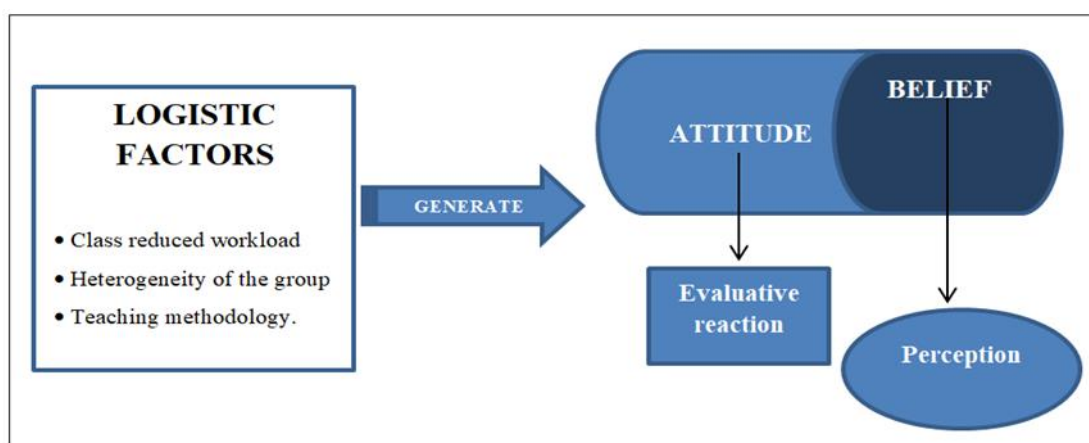 LOGISTIC
FACTORS
• Class reduced workload
• Heterogeneity of the group
• Teaching methodology.
GENERATE
ATTITUDE
BELIEF
Evaluative
reaction
Perception